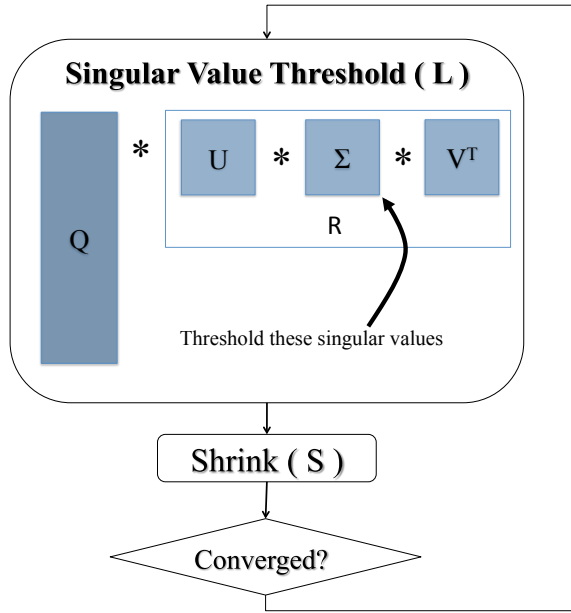 Singular Value Threshold ( L )
Q * U * Σ * V^T
R
Threshold these singular values
Shrink ( S )
Converged?